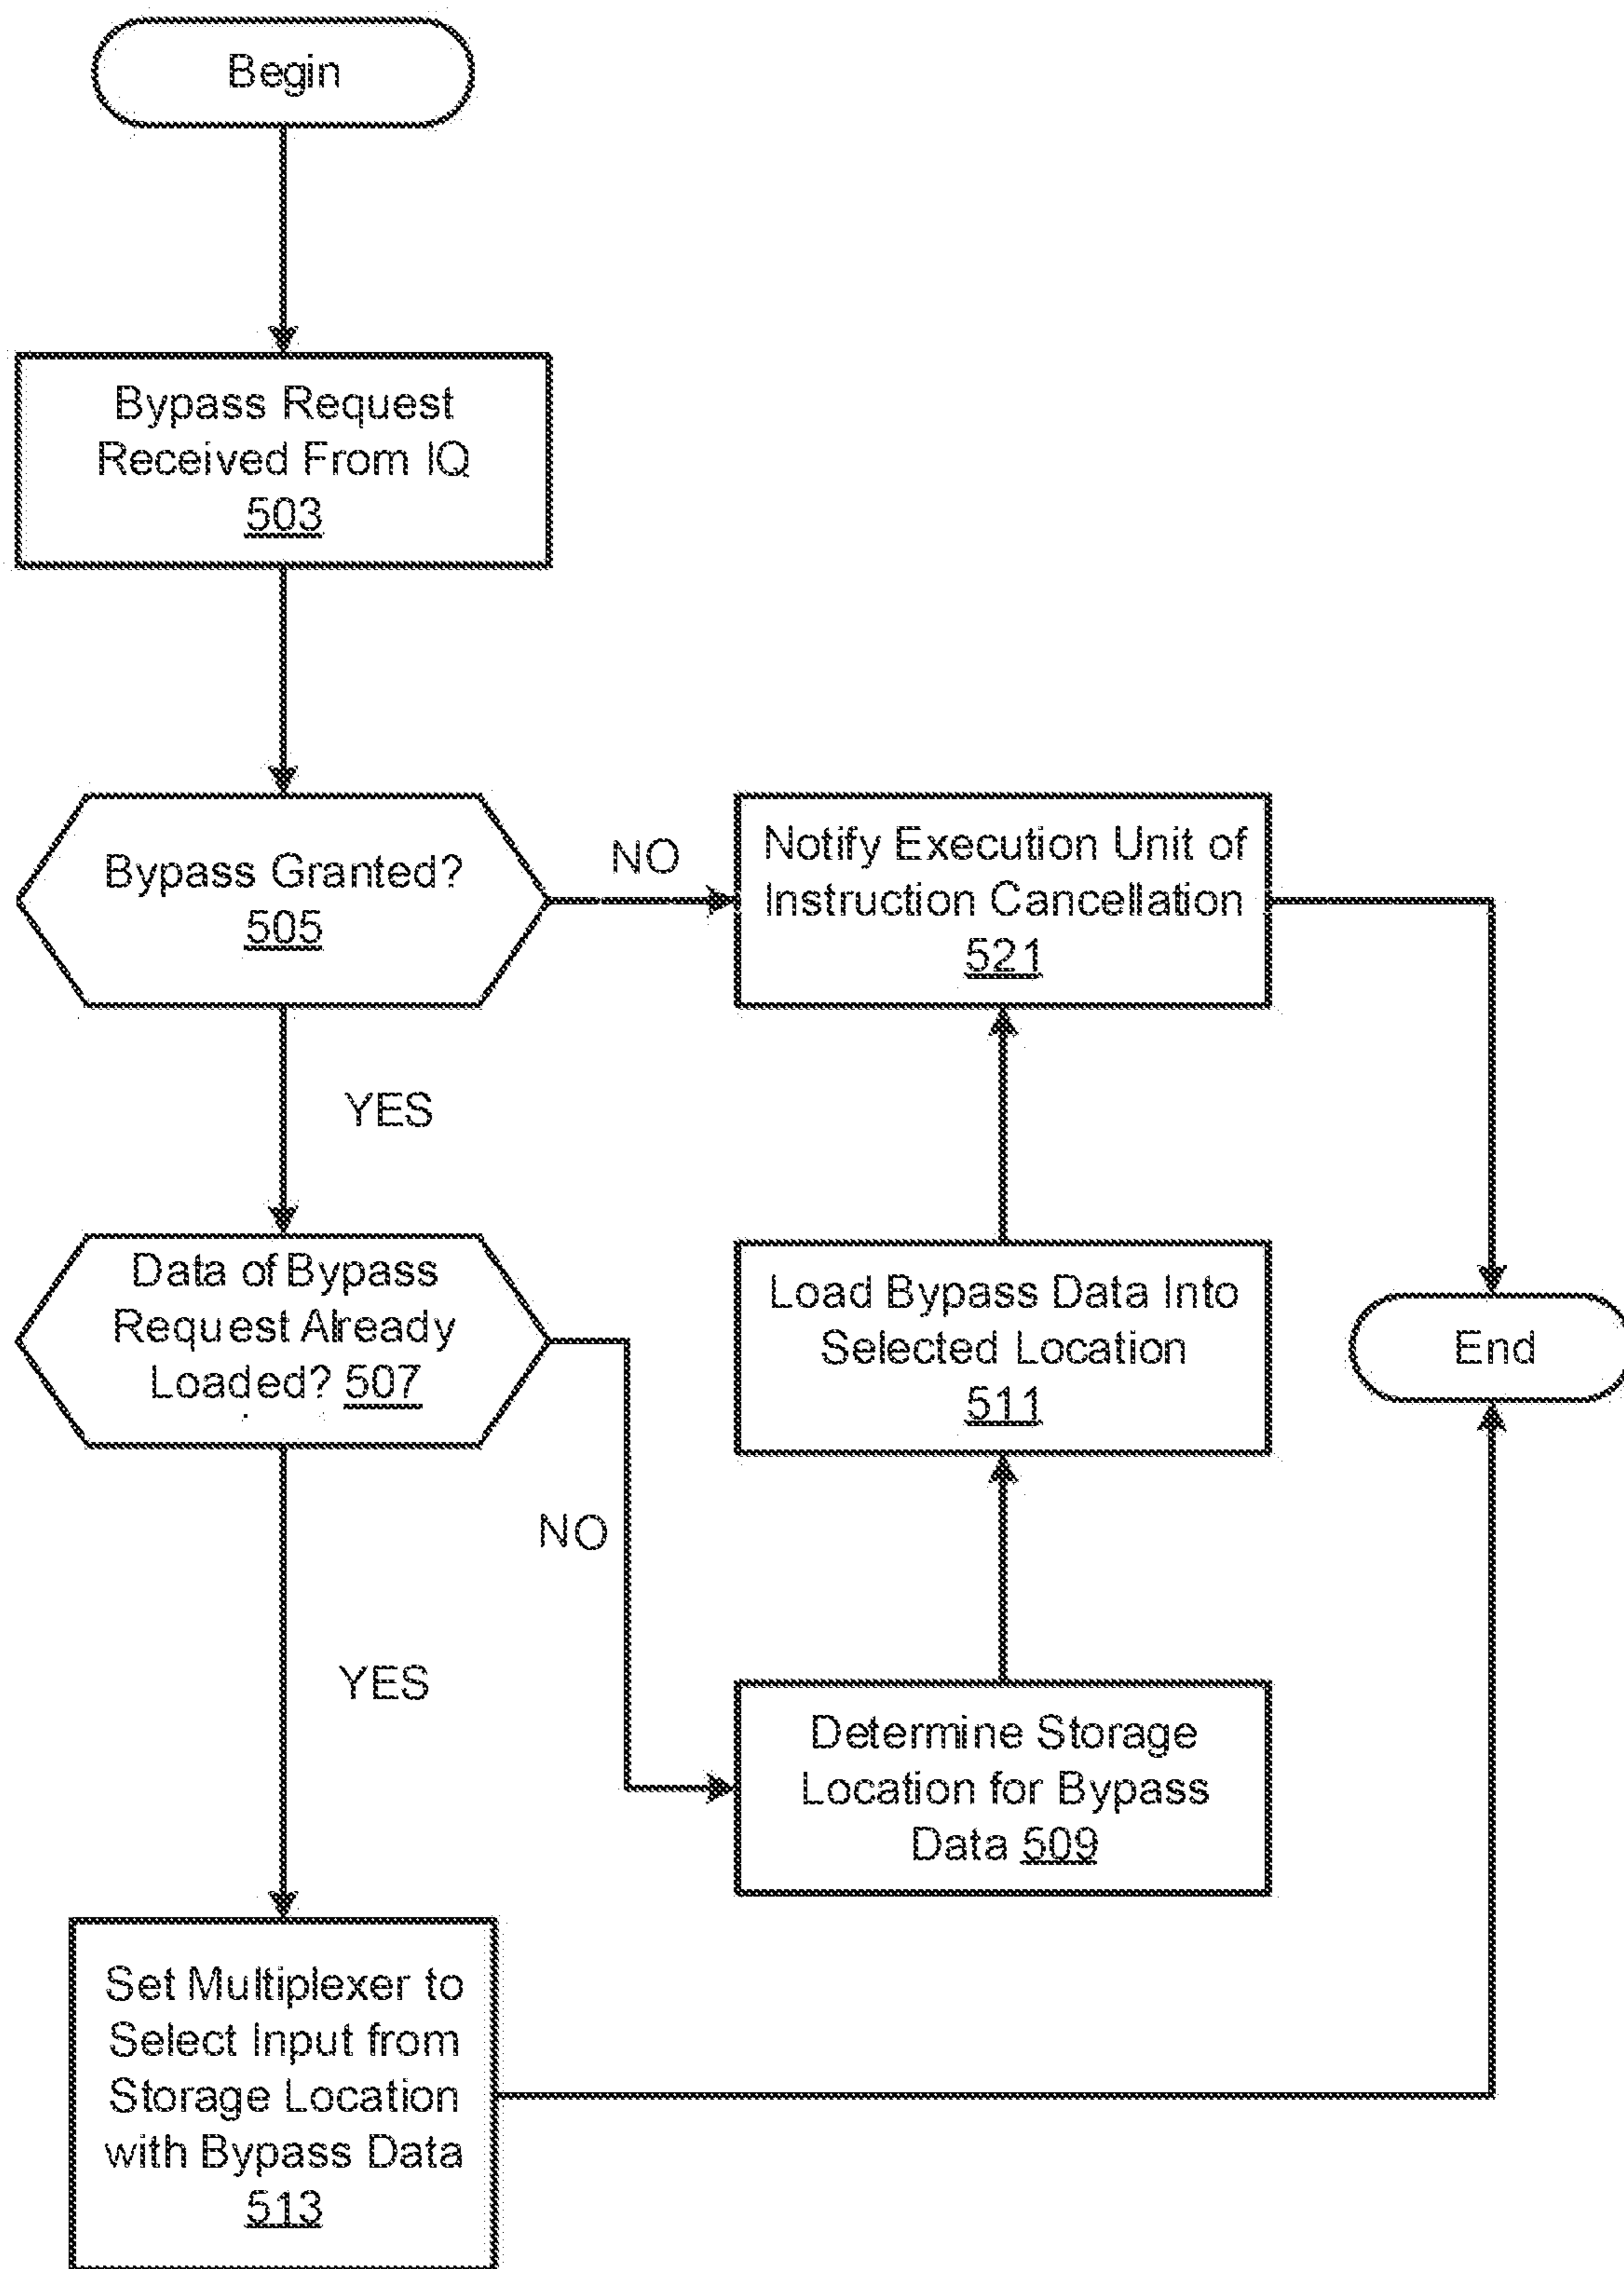 Begin
Bypass Request
Received From IQ
503
Bypass Granted?
505
NO
Notify Execution Unit of
Instruction Cancellation
521
YES
Data of Bypass
Request Already
Loaded? 507
Load Bypass Data Into
Selected Location
511
End
NO
YES
Determine Storage
Location for Bypass
Data 509
Set Multiplexer to
Select Input from
Storage Location
with Bypass Data
513